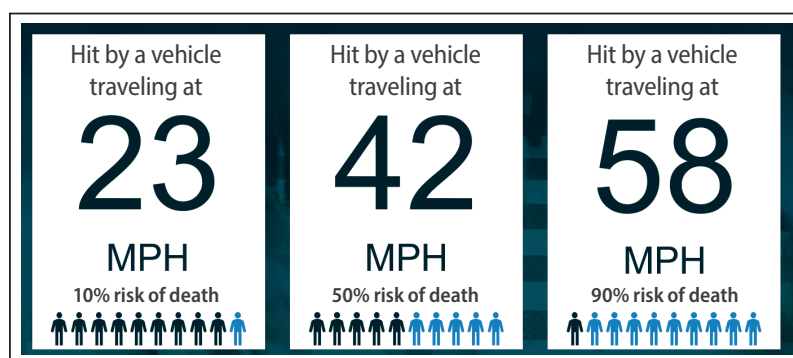 Hit by a vehicle
traveling at
23
MPH
10% risk of death
Hit by a vehicle
traveling at
42
MPH
50% risk of death
Hit by a vehicle
traveling at
58
MPH
90% risk of death